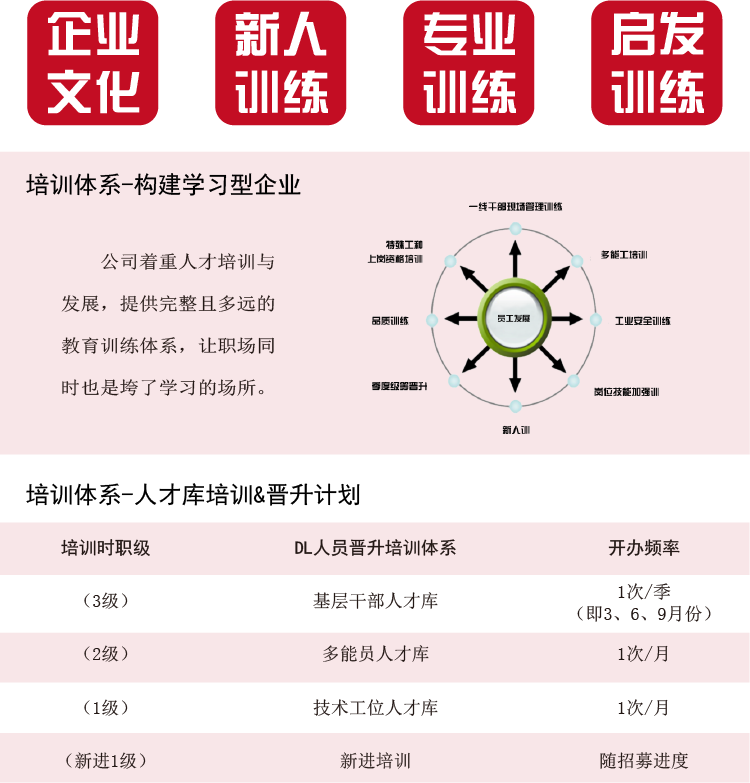 企业
文化
新人
训练
专业
训练
启发
训练
培训体系-构建学习型企业
公司着重人才培训与
发展，提供完整且多远的
教育训练体系，让职场同
时也是垮了学习的场所。
一线干部现场管理训练
特殊工和
上岗资格培训
多能工培训
品质训练
员工发展
工业安全训练
季度级等晋升
岗位技能加强训
新人训
培训体系-人才库培训&晋升计划
培训时职级
DL人员晋升培训体系
开办频率
（3级）
基层干部人才库
1次/季
（即3、6、9月份）
（2级）
多能员人才库
1次/月
（1级）
技术工位人才库
1次/月
（新进1级）
新进培训
随招募进度